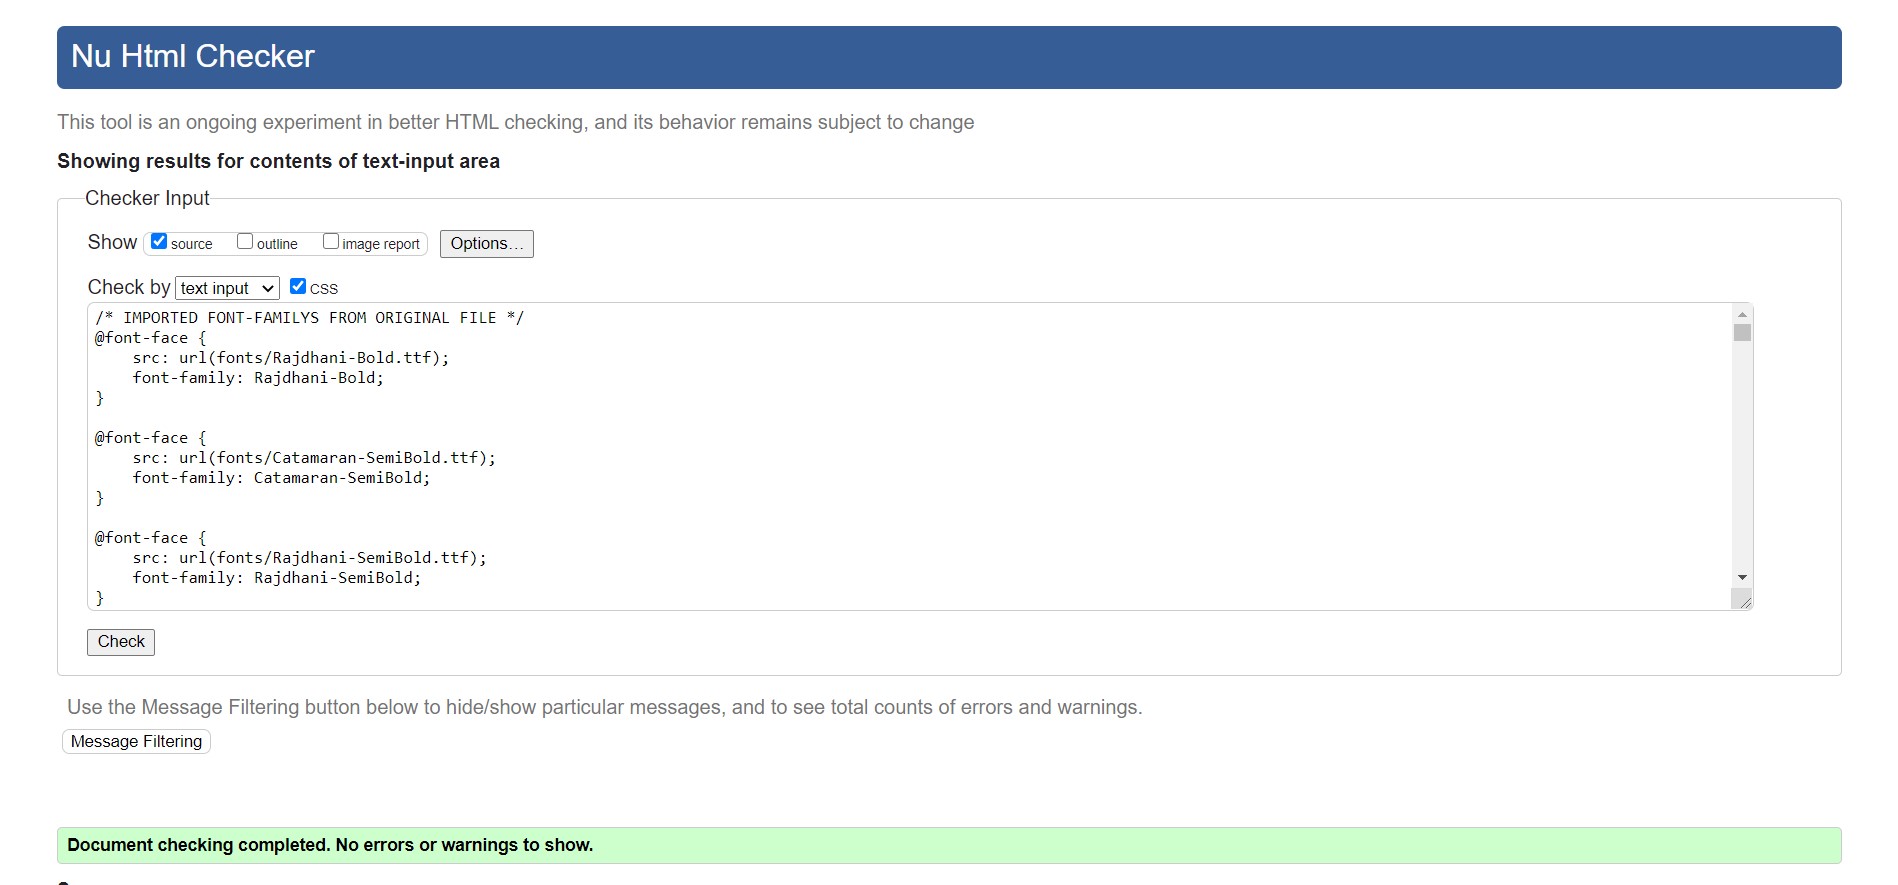 Nu Html Checker
This tool is an ongoing experiment in better HTML checking, and its behavior remains subject to change
Showing results for contents of text-input area
Checker Input
Show source outline image report Options...
Check by text input CSS
/* IMPORTED FONT-FAMILYS FROM ORIGINAL FILE */
@font-face {
    src: url(fonts/Rajdhani-Bold.ttf);
    font-family: Rajdhani-Bold;
}
@font-face {
    src: url(fonts/Catamaran-SemiBold.ttf);
    font-family: Catamaran-SemiBold;
}
@font-face {
    src: url(fonts/Rajdhani-SemiBold.ttf);
    font-family: Rajdhani-SemiBold;
}
Check
Use the Message Filtering button below to hide/show particular messages, and to see total counts of errors and warnings.
Message Filtering
Document checking completed. No errors or warnings to show.